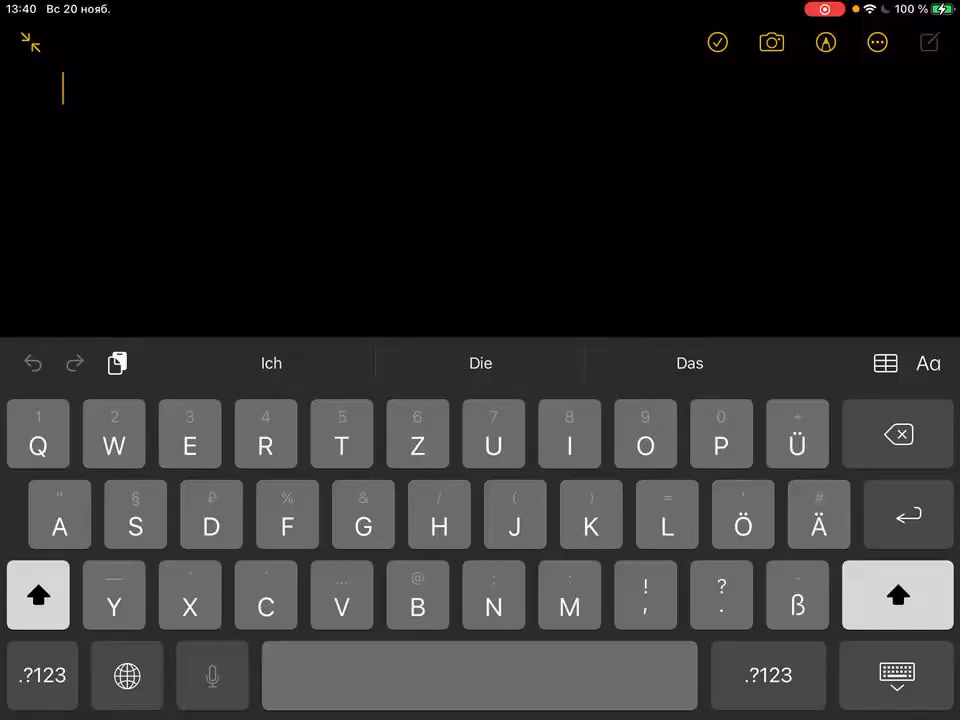 13:40 Вс 20 нояб. 100 %
Ich Die Das Aa
1 2 3 4 5 6 7 8 9 0 +
Q W E R T Z U I O P Ü
" § ₽ % & / ( ) = ' #
A S D F G H J K L Ö Ä
— ` ´ ... @ ; : ! ? -
Y X C V B N M , . ß
.?123 .?123